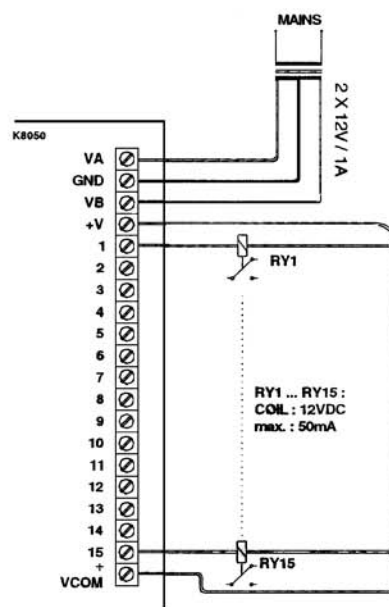 MAINS
2 X 12V / 1A
K8050
VA
GND
VB
+V
1
RY1
2
3
4
5
6
7
8
RY1 ... RY15 :
COIL : 12VDC
max. : 50mA
9
10
11
12
13
14
15
RY15
+
VCOM